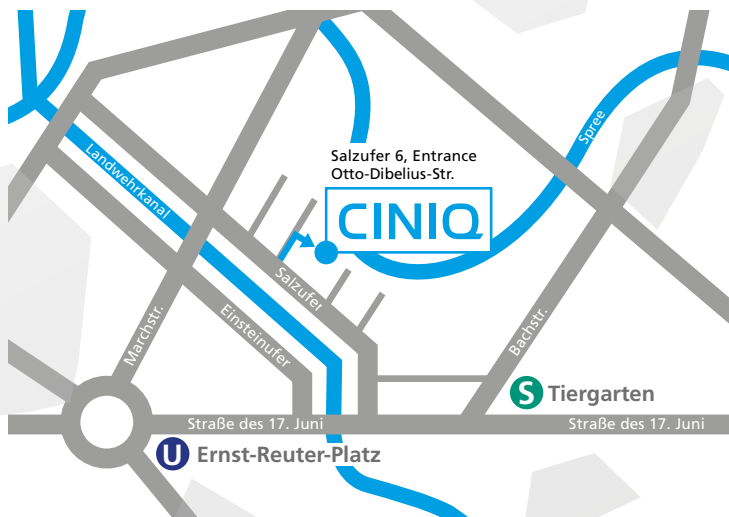 Spree
Landwehrkanal
Salzufer 6, Entrance
Otto-Dibelius-Str.
CINIQ
Salzufer
Einsteinufer
Marchstr.
Bachstr.
S Tiergarten
Straße des 17. Juni
Straße des 17. Juni
U Ernst-Reuter-Platz